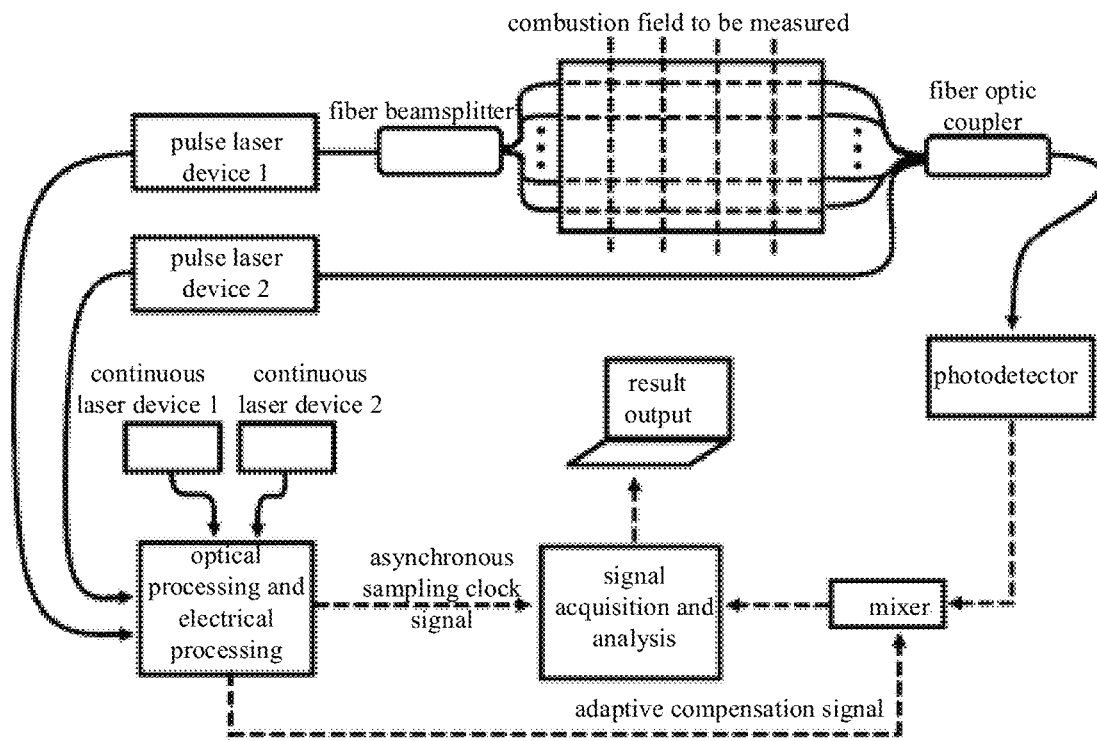 combustion field to be measured
fiber beamsplitter
fiber optic
coupler
pulse laser
device 1
pulse laser
device 2
continuous
laser device 1
continuous
laser device 2
result
output
photodetector
optical
processing and
electrical
processing
asynchronous
sampling clock
signal
signal
acquisition and
analysis
mixer
adaptive compensation signal